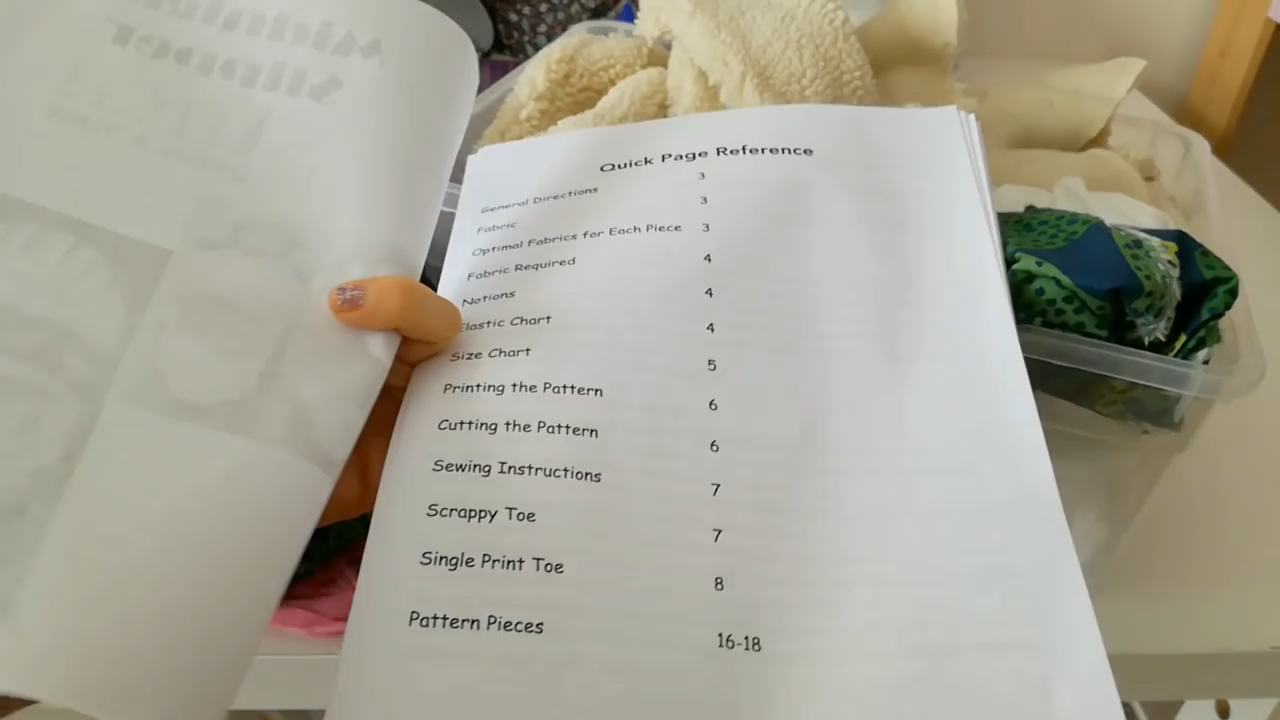 Quick Page Reference
General Directions 3
Fabric 3
Optimal Fabrics for Each Piece 3
Fabric Required 4
Notions 4
Elastic Chart 4
Size Chart 5
Printing the Pattern 6
Cutting the Pattern 6
Sewing Instructions 7
Scrappy Toe 7
Single Print Toe 8
Pattern Pieces 16-18